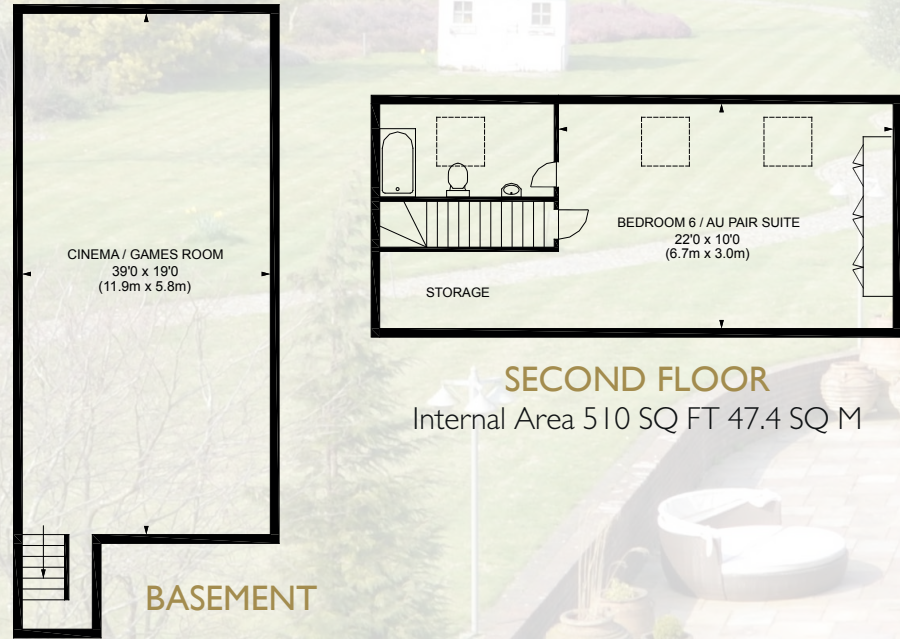 CINEMA / GAMES ROOM
39'0 x 19'0
(11.9m x 5.8m)
BASEMENT
BEDROOM 6 / AU PAIR SUITE
22'0 x 10'0
(6.7m x 3.0m)
STORAGE
SECOND FLOOR
Internal Area 510 SQ FT 47.4 SQ M